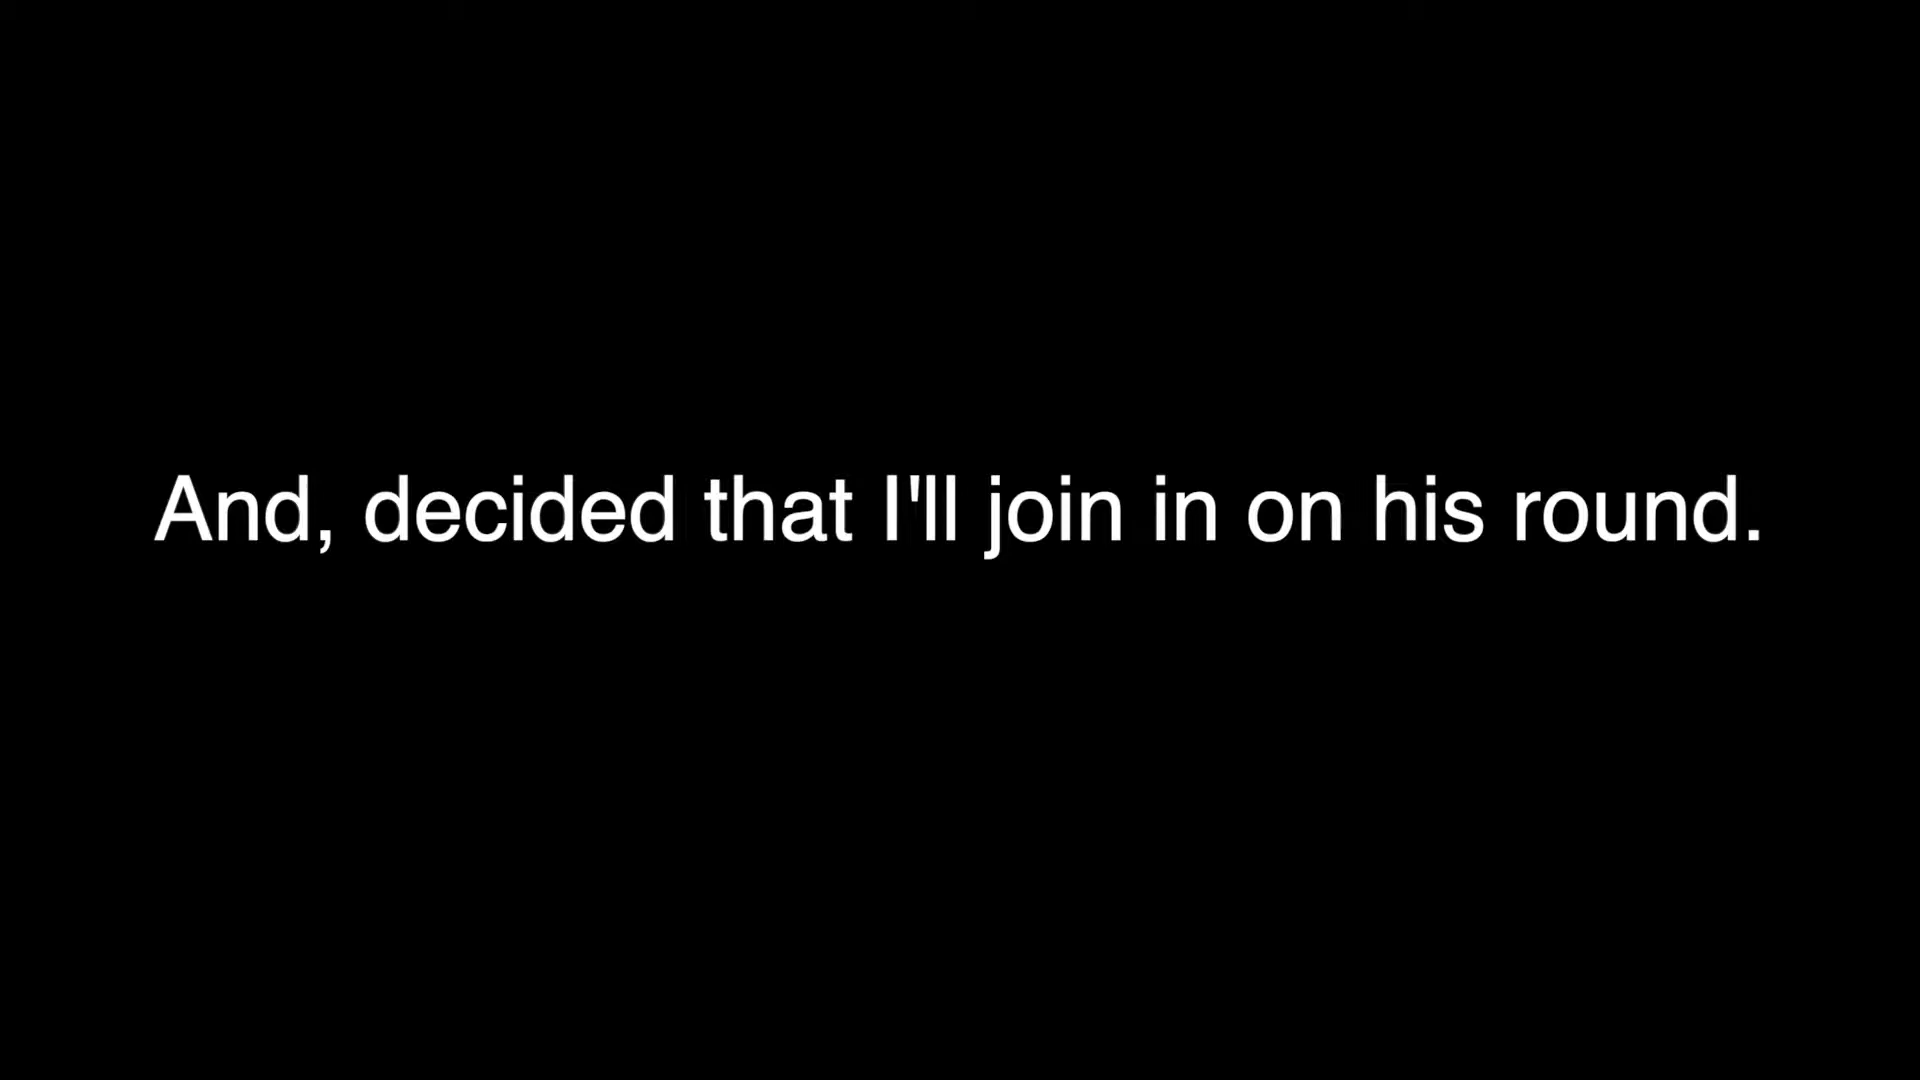 And, decided that I'll join in on his round.